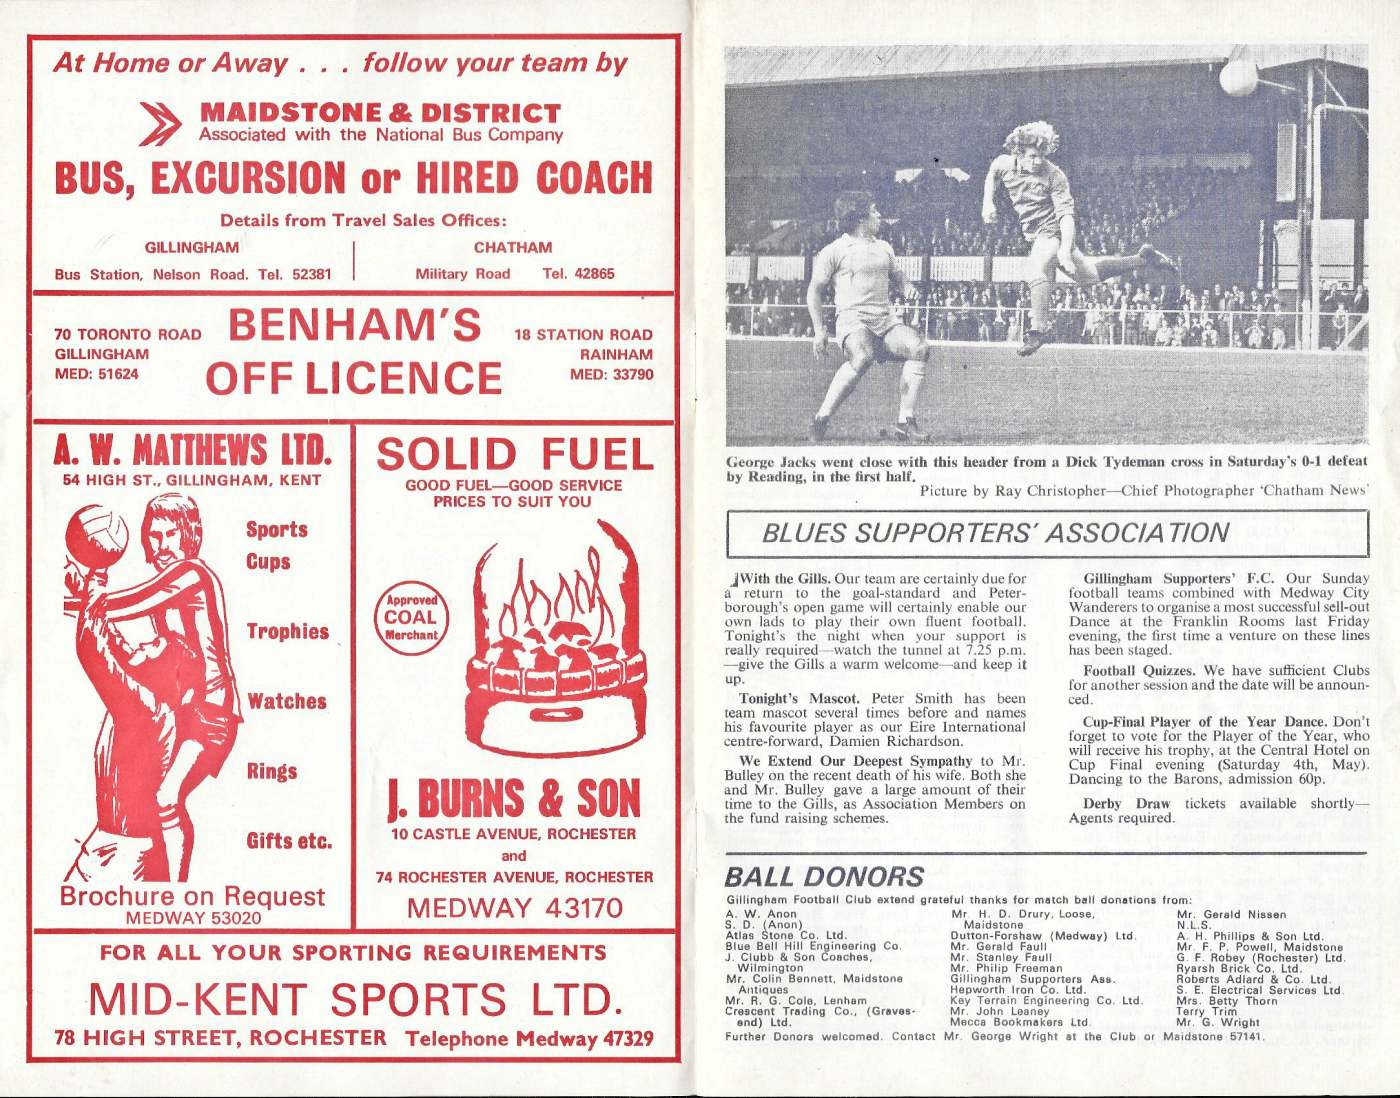 At Home or Away . . . follow your team by
MAIDSTONE & DISTRICT
Associated with the National Bus Company
BUS, EXCURSION or HIRED COACH
Details from Travel Sales Offices:
GILLINGHAM
Bus Station, Nelson Road. Tel. 52381
CHATHAM
Military Road Tel. 42865
70 TORONTO ROAD
GILLINGHAM
MED: 51624
BENHAM'S
OFF LICENCE
18 STATION ROAD
RAINHAM
MED: 33790
A. W. MATTHEWS LTD.
54 HIGH ST., GILLINGHAM, KENT
Sports
Cups
Trophies
Watches
Rings
Gifts etc.
Brochure on Request
MEDWAY 53020
SOLID FUEL
GOOD FUEL—GOOD SERVICE
PRICES TO SUIT YOU
Approved
COAL
Merchant
J. BURNS & SON
10 CASTLE AVENUE, ROCHESTER
and
74 ROCHESTER AVENUE, ROCHESTER
MEDWAY 43170
FOR ALL YOUR SPORTING REQUIREMENTS
MID-KENT SPORTS LTD.
78 HIGH STREET, ROCHESTER Telephone Medway 47329
George Jacks went close with this header from a Dick Tydeman cross in Saturday's 0-1 defeat
by Reading, in the first half.
Picture by Ray Christopher—Chief Photographer 'Chatham News'
BLUES SUPPORTERS' ASSOCIATION
With the Gills. Our team are certainly due for
a return to the goal-standard and Peter-
borough's open game will certainly enable our
own lads to play their own fluent football.
Tonight's the night when your support is
really required—watch the tunnel at 7.25 p.m.
—give the Gills a warm welcome—and keep it
up.
Tonight's Mascot. Peter Smith has been
team mascot several times before and names
his favourite player as our Eire International
centre-forward, Damien Richardson.
We Extend Our Deepest Sympathy to Mr.
Bulley on the recent death of his wife. Both she
and Mr. Bulley gave a large amount of their
time to the Gills, as Association Members on
the fund raising schemes.
Gillingham Supporters' F.C. Our Sunday
football teams combined with Medway City
Wanderers to organise a most successful sell-out
Dance at the Franklin Rooms last Friday
evening, the first time a venture on these lines
has been staged.
Football Quizzes. We have sufficient Clubs
for another session and the date will be announ-
ced.
Cup-Final Player of the Year Dance. Don't
forget to vote for the Player of the Year, who
will receive his trophy, at the Central Hotel on
Cup Final evening (Saturday 4th, May).
Dancing to the Barons, admission 60p.
Derby Draw tickets available shortly—
Agents required.
BALL DONORS
Gillingham Football Club extend grateful thanks for match ball donations from:
A. W. Anon
S. D. (Anon)
Atlas Stone Co. Ltd.
Blue Bell Hill Engineering Co.
J. Clubb & Son Coaches,
Wilmington
Mr. Colin Bennett, Maidstone
Antiques
Mr. R. G. Cole, Lenham
Crescent Trading Co., (Graves-
end) Ltd.
Mr. H. D. Drury, Loose,
Maidstone
Dutton-Forshaw (Medway) Ltd.
Mr. Gerald Faull
Mr. Stanley Faull
Mr. Philip Freeman
Gillingham Supporters Ass.
Hepworth Iron Co. Ltd.
Key Terrain Engineering Co. Ltd.
Mr. John Leaney
Mecca Bookmakers Ltd.
Mr. Gerald Nissen
N.L.S.
A. H. Phillips & Son Ltd.
Mr. F. P. Powell, Maidstone
G. F. Robey (Rochester) Ltd.
Ryarsh Brick Co. Ltd.
Roberts Adlard & Co. Ltd.
S. E. Electrical Services Ltd.
Mrs. Betty Thorn
Terry Trim
Mr. G. Wright
Further Donors welcomed. Contact Mr. George Wright at the Club or Maidstone 57141.